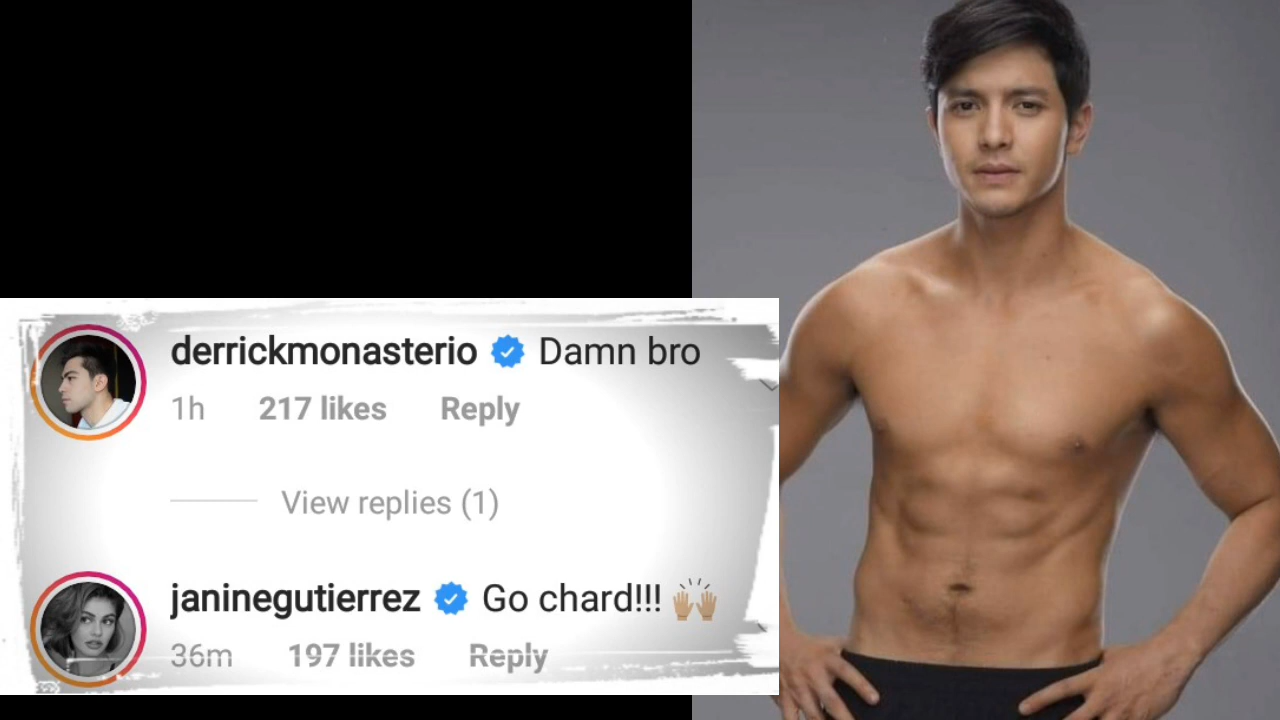 derrickmonasterio Damn bro
1h 217 likes Reply
View replies (1)
janinegutierrez Go chard!!! 🙌🏽
36m 197 likes Reply